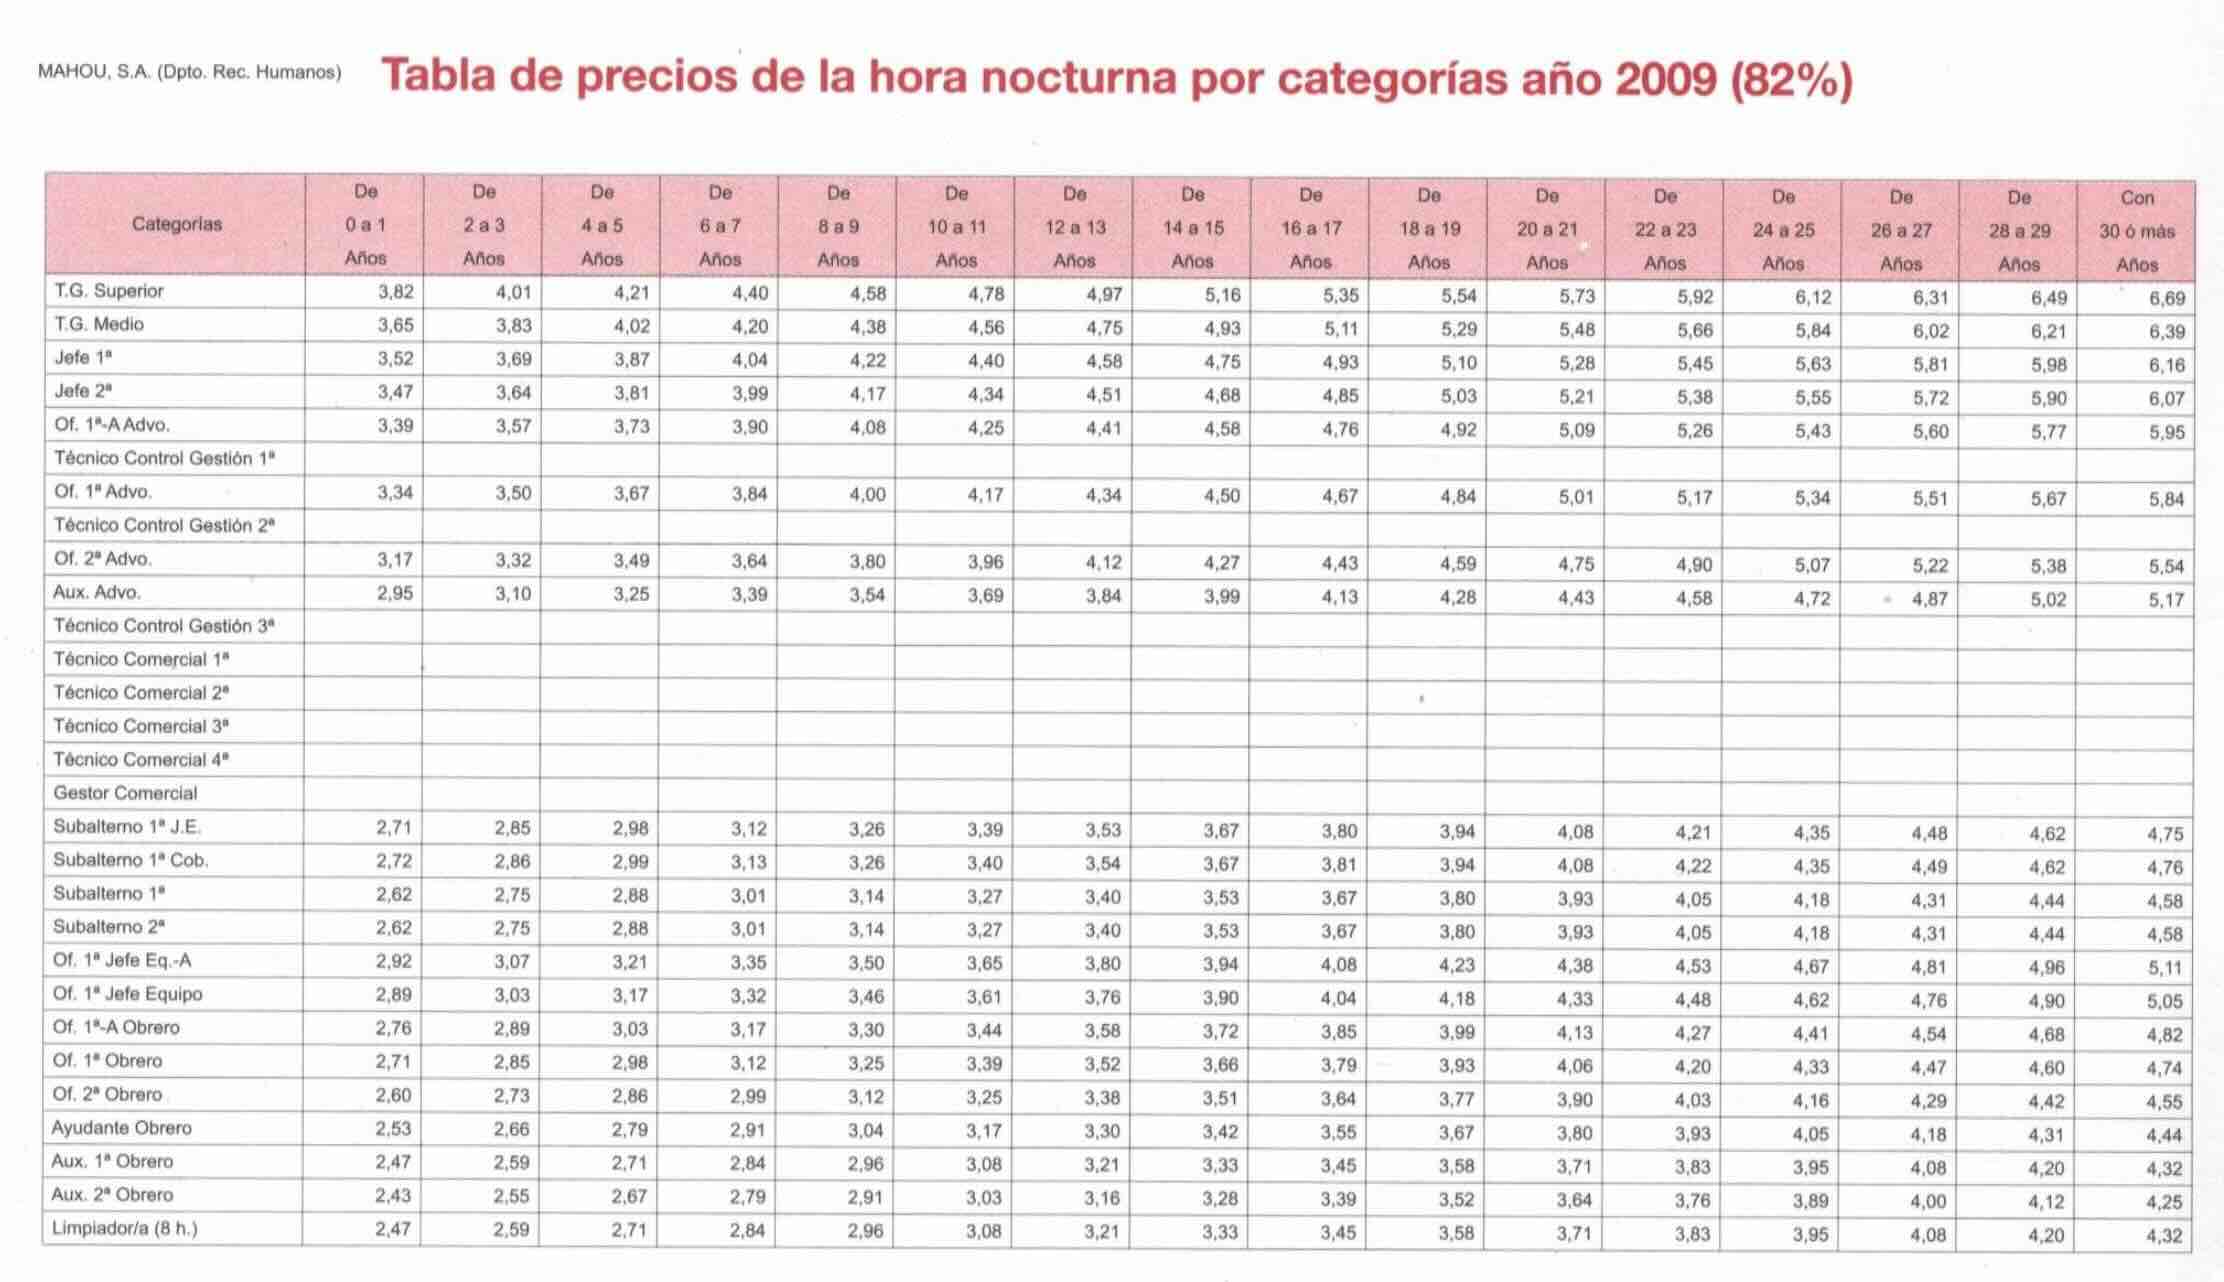 MAHOU, S.A. (Dpto. Rec. Humanos) Tabla de precios de la hora nocturna por categorías año 2009 (82%)
Categorías De 0 a 1 Años De 2 a 3 Años De 4 a 5 Años De 6 a 7 Años De 8 a 9 Años De 10 a 11 Años De 12 a 13 Años De 14 a 15 Años De 16 a 17 Años De 18 a 19 Años De 20 a 21 Años De 22 a 23 Años De 24 a 25 Años De 26 a 27 Años De 28 a 29 Años Con 30 ó más Años
T.G. Superior 3,82 4,01 4,21 4,40 4,58 4,78 4,97 5,16 5,35 5,54 5,73 5,92 6,12 6,31 6,49 6,69
T.G. Medio 3,65 3,83 4,02 4,20 4,38 4,56 4,75 4,93 5,11 5,29 5,48 5,66 5,84 6,02 6,21 6,39
Jefe 1ª 3,52 3,69 3,87 4,04 4,22 4,40 4,58 4,75 4,93 5,10 5,28 5,45 5,63 5,81 5,98 6,16
Jefe 2ª 3,47 3,64 3,81 3,99 4,17 4,34 4,51 4,68 4,85 5,03 5,21 5,38 5,55 5,72 5,90 6,07
Of. 1ª-A Advo. 3,39 3,57 3,73 3,90 4,08 4,25 4,41 4,58 4,76 4,92 5,09 5,26 5,43 5,60 5,77 5,95
Técnico Control Gestión 1ª
Of. 1ª Advo. 3,34 3,50 3,67 3,84 4,00 4,17 4,34 4,50 4,67 4,84 5,01 5,17 5,34 5,51 5,67 5,84
Técnico Control Gestión 2ª
Of. 2ª Advo. 3,17 3,32 3,49 3,64 3,80 3,96 4,12 4,27 4,43 4,59 4,75 4,90 5,07 5,22 5,38 5,54
Aux. Advo. 2,95 3,10 3,25 3,39 3,54 3,69 3,84 3,99 4,13 4,28 4,43 4,58 4,72 4,87 5,02 5,17
Técnico Control Gestión 3ª
Técnico Comercial 1ª
Técnico Comercial 2ª
Técnico Comercial 3ª
Técnico Comercial 4ª
Gestor Comercial
Subalterno 1ª J.E. 2,71 2,85 2,98 3,12 3,26 3,39 3,53 3,67 3,80 3,94 4,08 4,21 4,35 4,48 4,62 4,75
Subalterno 1ª Cob. 2,72 2,86 2,99 3,13 3,26 3,40 3,54 3,67 3,81 3,94 4,08 4,22 4,35 4,49 4,62 4,76
Subalterno 1ª 2,62 2,75 2,88 3,01 3,14 3,27 3,40 3,53 3,67 3,80 3,93 4,05 4,18 4,31 4,44 4,58
Subalterno 2ª 2,62 2,75 2,88 3,01 3,14 3,27 3,40 3,53 3,67 3,80 3,93 4,05 4,18 4,31 4,44 4,58
Of. 1ª Jefe Eq.-A 2,92 3,07 3,21 3,35 3,50 3,65 3,80 3,94 4,08 4,23 4,38 4,53 4,67 4,81 4,96 5,11
Of. 1ª Jefe Equipo 2,89 3,03 3,17 3,32 3,46 3,61 3,76 3,90 4,04 4,18 4,33 4,48 4,62 4,76 4,90 5,05
Of. 1ª-A Obrero 2,76 2,89 3,03 3,17 3,30 3,44 3,58 3,72 3,85 3,99 4,13 4,27 4,41 4,54 4,68 4,82
Of. 1ª Obrero 2,71 2,85 2,98 3,12 3,25 3,39 3,52 3,66 3,79 3,93 4,06 4,20 4,33 4,47 4,60 4,74
Of. 2ª Obrero 2,60 2,73 2,86 2,99 3,12 3,25 3,38 3,51 3,64 3,77 3,90 4,03 4,16 4,29 4,42 4,55
Ayudante Obrero 2,53 2,66 2,79 2,91 3,04 3,17 3,30 3,42 3,55 3,67 3,80 3,93 4,05 4,18 4,31 4,44
Aux. 1ª Obrero 2,47 2,59 2,71 2,84 2,96 3,08 3,21 3,33 3,45 3,58 3,71 3,83 3,95 4,08 4,20 4,32
Aux. 2ª Obrero 2,43 2,55 2,67 2,79 2,91 3,03 3,16 3,28 3,39 3,52 3,64 3,76 3,89 4,00 4,12 4,25
Limpiador/a (8 h.) 2,47 2,59 2,71 2,84 2,96 3,08 3,21 3,33 3,45 3,58 3,71 3,83 3,95 4,08 4,20 4,32